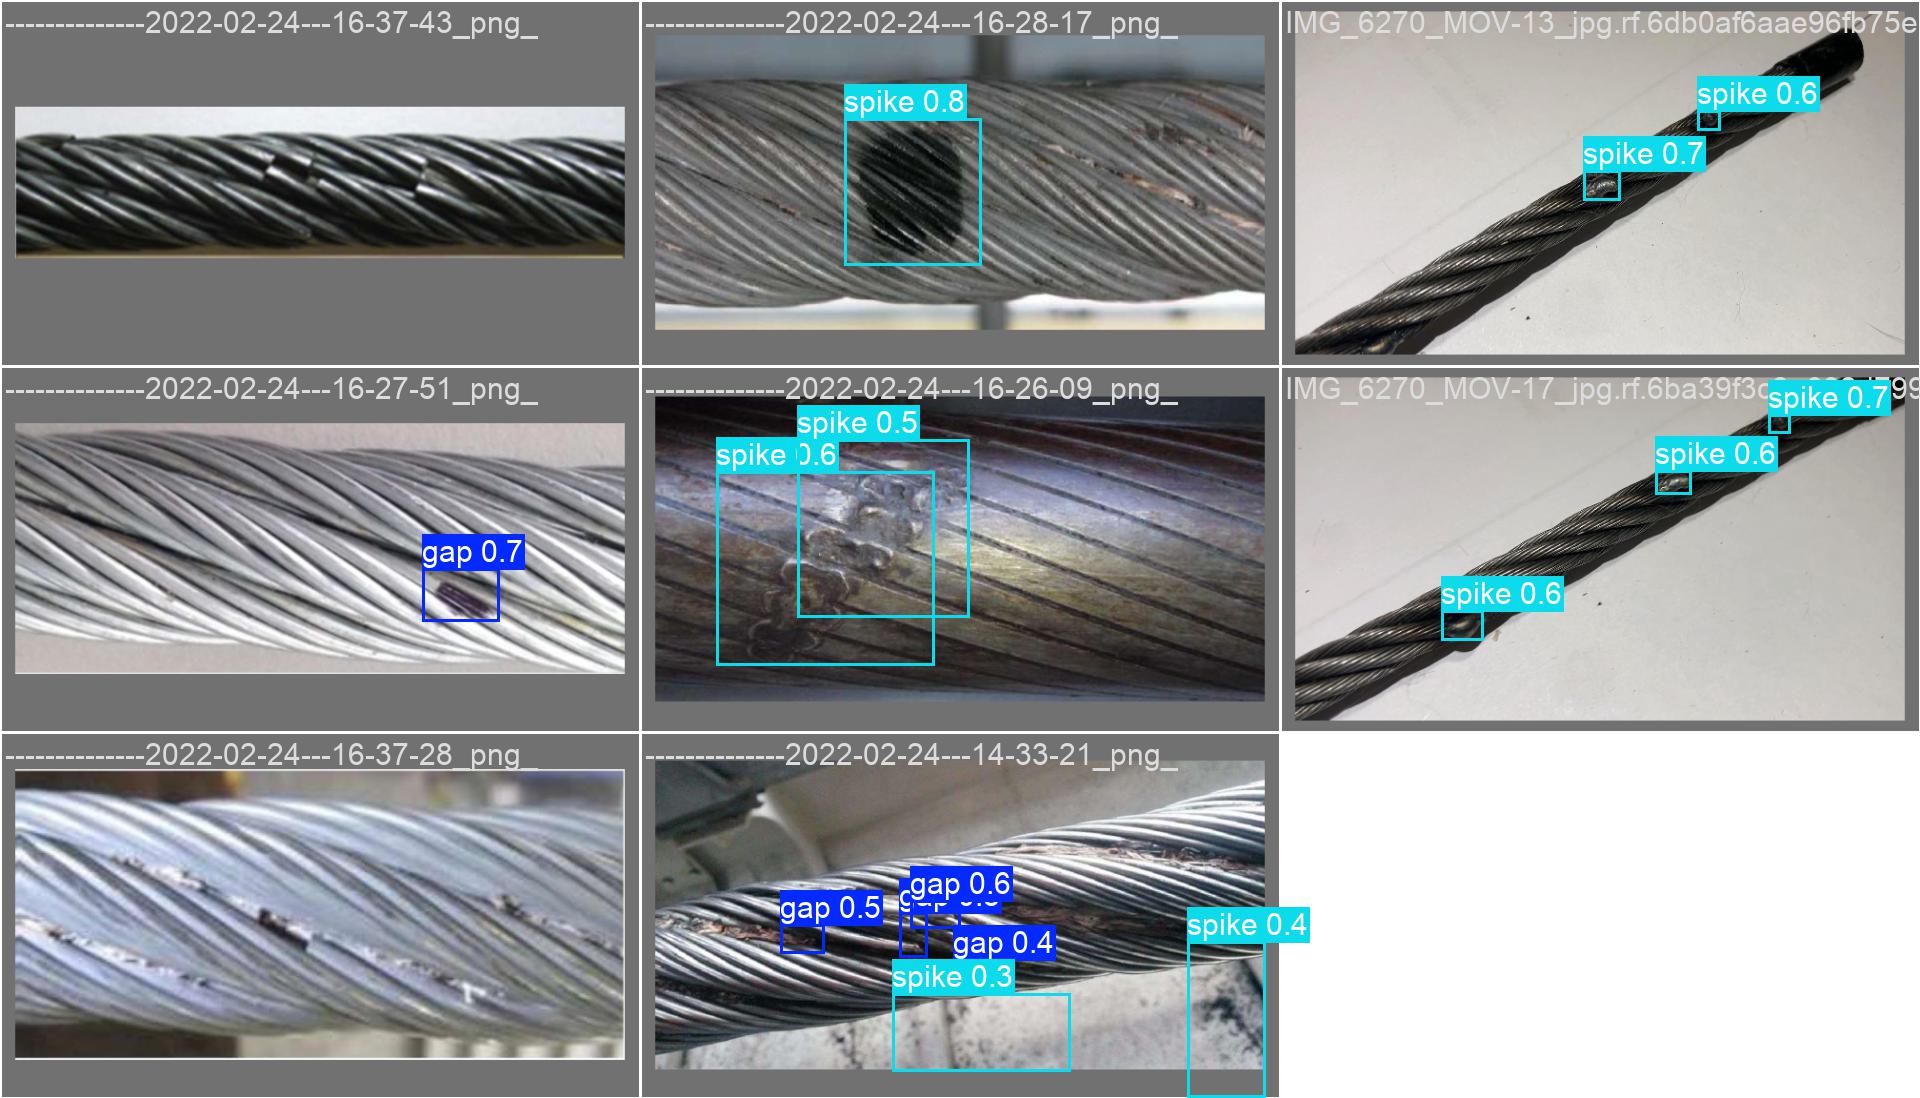 -------------2022-02-24---16-37-43_png_
-------------2022-02-24---16-28-17_png_
IMG_6270_MOV-13_jpg.rf.6db0af6aae96fb75e
spike 0.8
spike 0.6
spike 0.7
-------------2022-02-24---16-27-51_png_
-------------2022-02-24---16-26-09_png_
IMG_6270_MOV-17_jpg.rf.6ba39f3c
spike 0.7
spike 0.5
spike 0.6
spike 0.6
gap 0.7
spike 0.6
-------------2022-02-24---16-37-28_png_
-------------2022-02-24---14-33-21_png_
gap 0.6
gap 0.5
gap 0.4
spike 0.4
spike 0.3